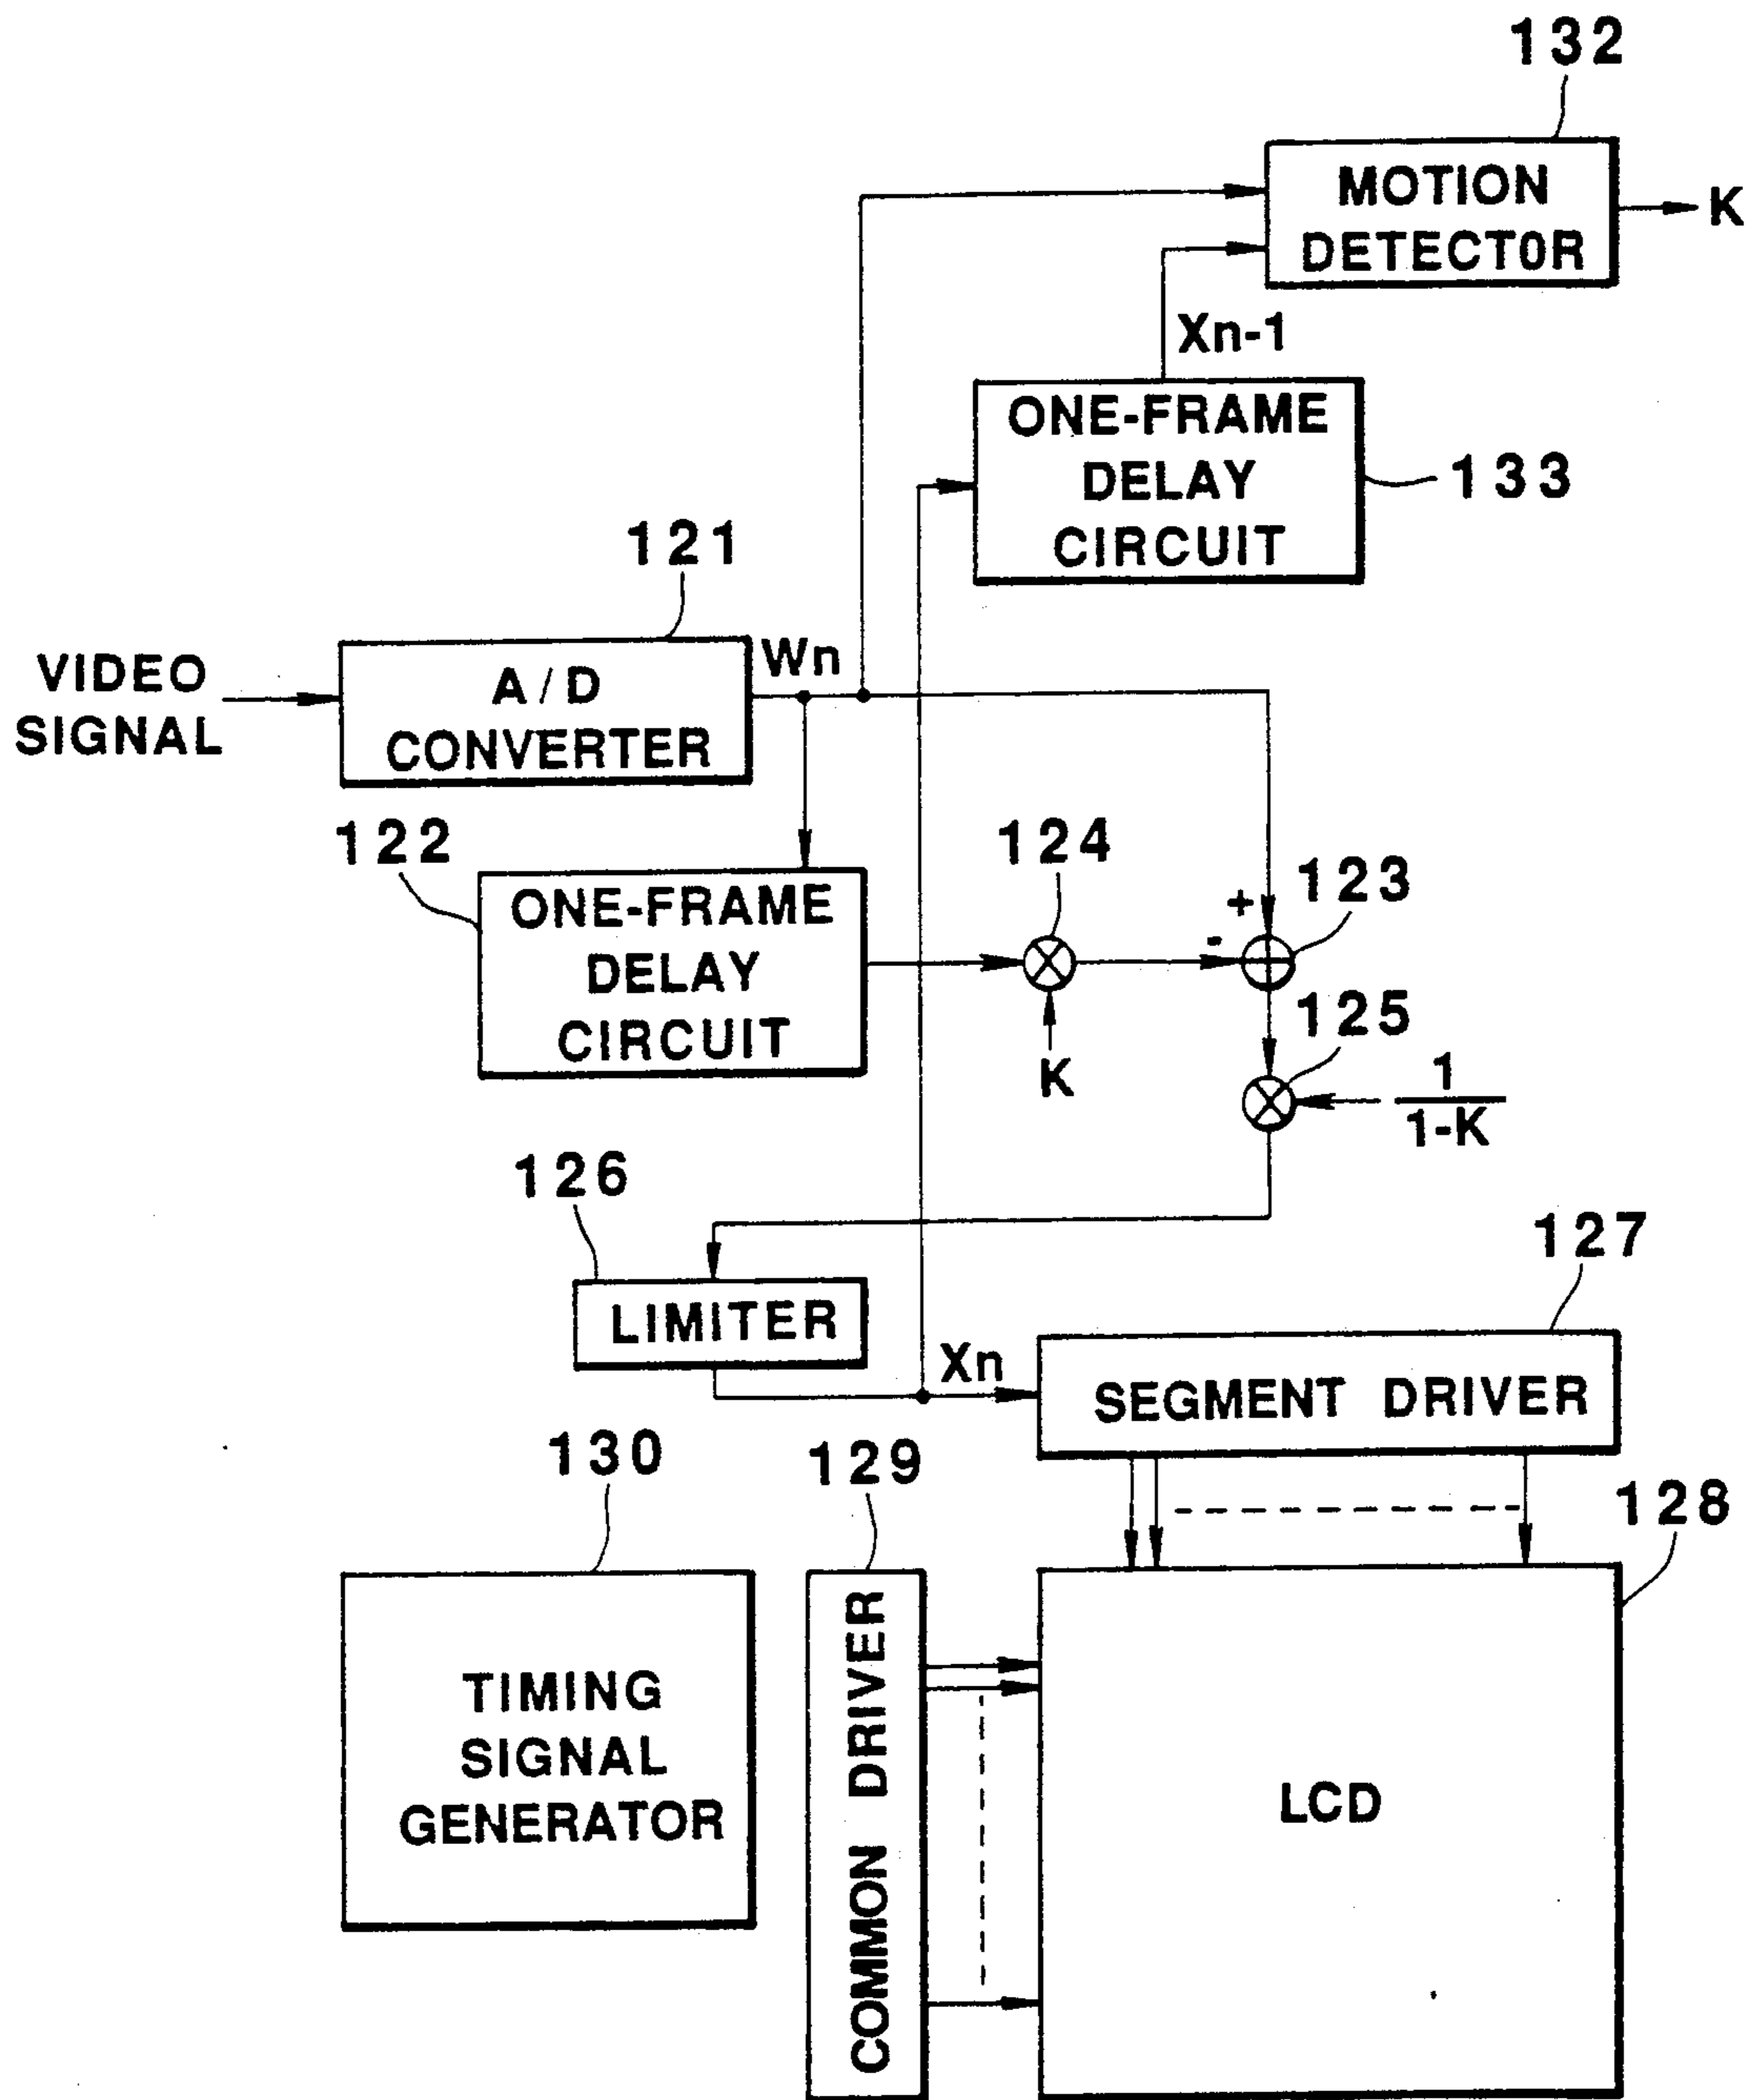 132
MOTION
DETECTOR
K
Xn-1
ONE-FRAME
DELAY
CIRCUIT
133
121
VIDEO
SIGNAL
A/D
CONVERTER
Wn
122
ONE-FRAME
DELAY
CIRCUIT
124
K
+
-
123
125
1
1-K
126
LIMITER
Xn
127
SEGMENT DRIVER
130
TIMING
SIGNAL
GENERATOR
129
COMMON DRIVER
128
LCD